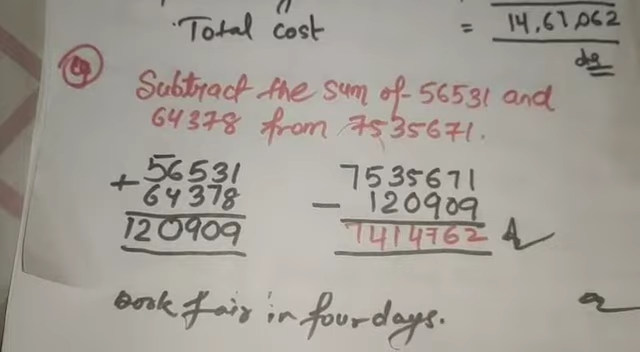 Total cost = 14,61,062
Subtract the sum of 56531 and
64378 from 7535671.
+ 56531
64378
120909
7535671
- 120909
7414762
book fair in four days.